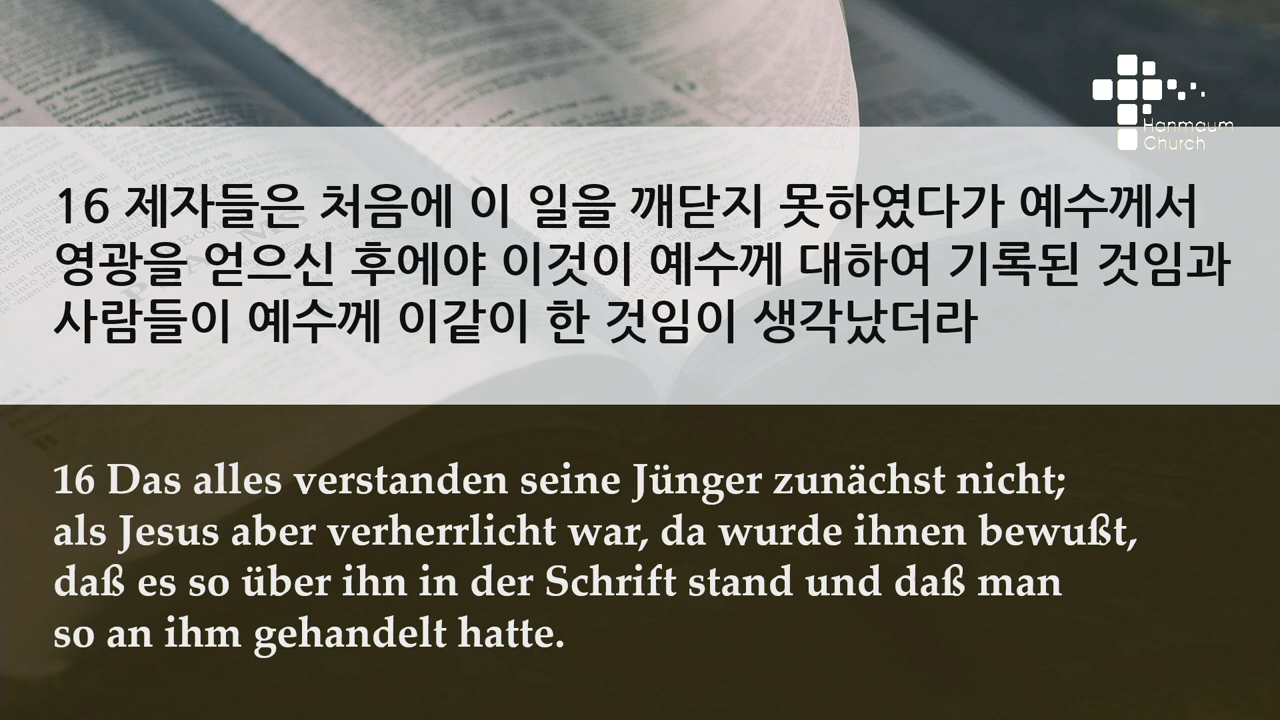 Hanmaum
Church
16 제자들은 처음에 이 일을 깨닫지 못하였다가 예수께서
영광을 얻으신 후에야 이것이 예수께 대하여 기록된 것임과
사람들이 예수께 이같이 한 것임이 생각났더라
16 Das alles verstanden seine Jünger zunächst nicht;
als Jesus aber verherrlicht war, da wurde ihnen bewußt,
daß es so über ihn in der Schrift stand und daß man
so an ihm gehandelt hatte.